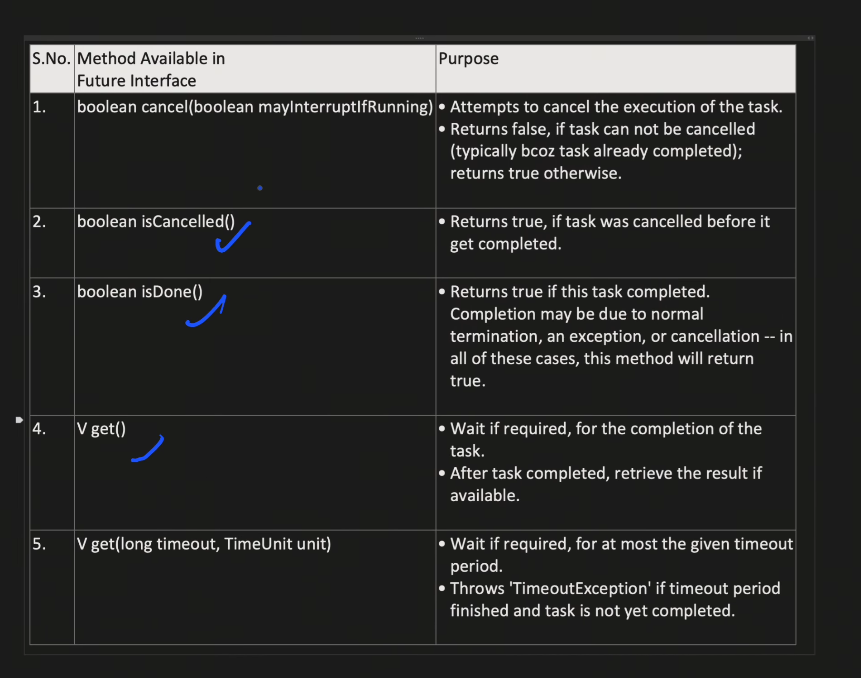 S.No. Method Available in Purpose
Future Interface
1. boolean cancel(boolean mayInterruptIfRunning) • Attempts to cancel the execution of the task.
• Returns false, if task can not be cancelled
(typically bcoz task already completed);
returns true otherwise.
2. boolean isCancelled() • Returns true, if task was cancelled before it
get completed.
3. boolean isDone() • Returns true if this task completed.
Completion may be due to normal
termination, an exception, or cancellation -- in
all of these cases, this method will return
true.
4. V get() • Wait if required, for the completion of the
task.
• After task completed, retrieve the result if
available.
5. V get(long timeout, TimeUnit unit) • Wait if required, for at most the given timeout
period.
• Throws 'TimeoutException' if timeout period
finished and task is not yet completed.